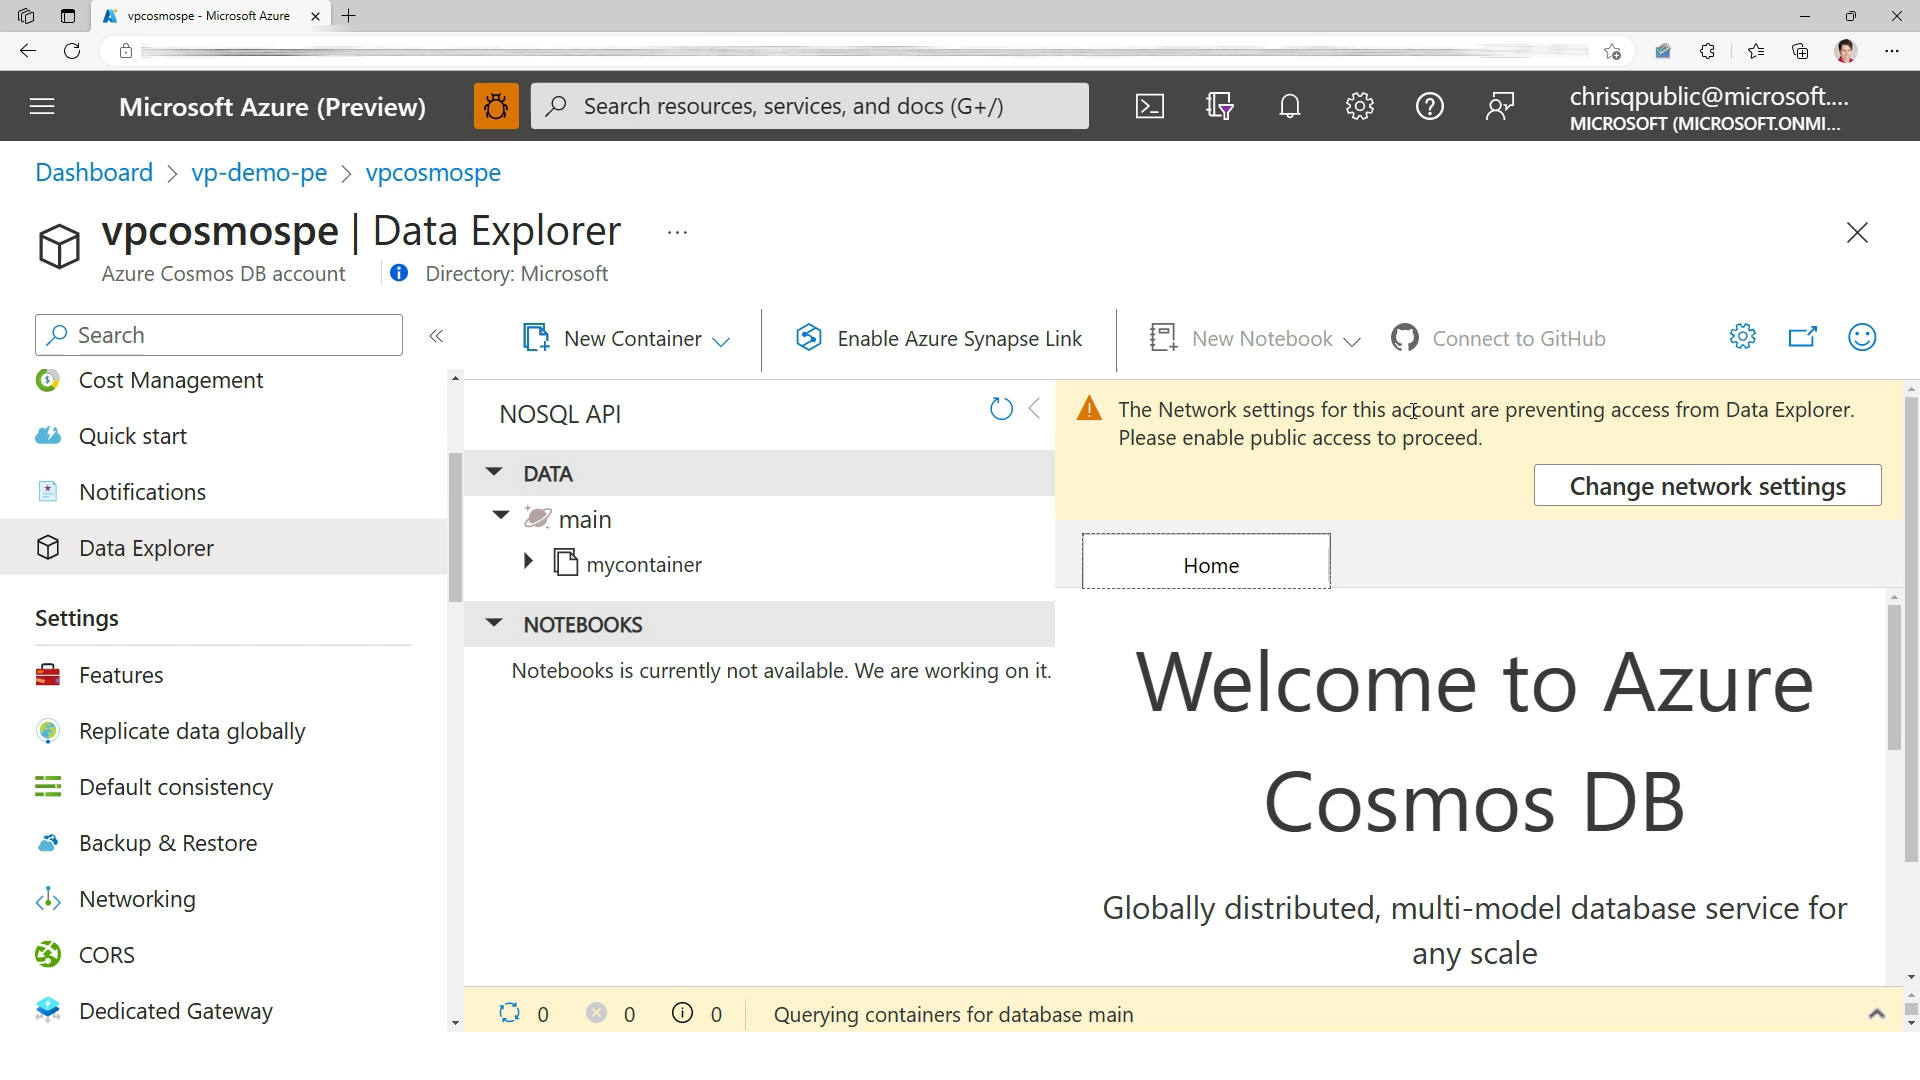 vpcosmospe - Microsoft Azure
Microsoft Azure (Preview)
Search resources, services, and docs (G+/)
chrisqpublic@microsoft....
MICROSOFT (MICROSOFT.ONMI...
Dashboard > vp-demo-pe > vpcosmospe
vpcosmospe | Data Explorer ...
Azure Cosmos DB account
Directory: Microsoft
Search
New Container
Enable Azure Synapse Link
New Notebook
Connect to GitHub
Cost Management
Quick start
Notifications
Data Explorer
Settings
Features
Replicate data globally
Default consistency
Backup & Restore
Networking
CORS
Dedicated Gateway
NOSQL API
DATA
main
mycontainer
NOTEBOOKS
Notebooks is currently not available. We are working on it.
The Network settings for this account are preventing access from Data Explorer.
Please enable public access to proceed.
Change network settings
Home
Welcome to Azure
Cosmos DB
Globally distributed, multi-model database service for
any scale
0 0 0 Querying containers for database main